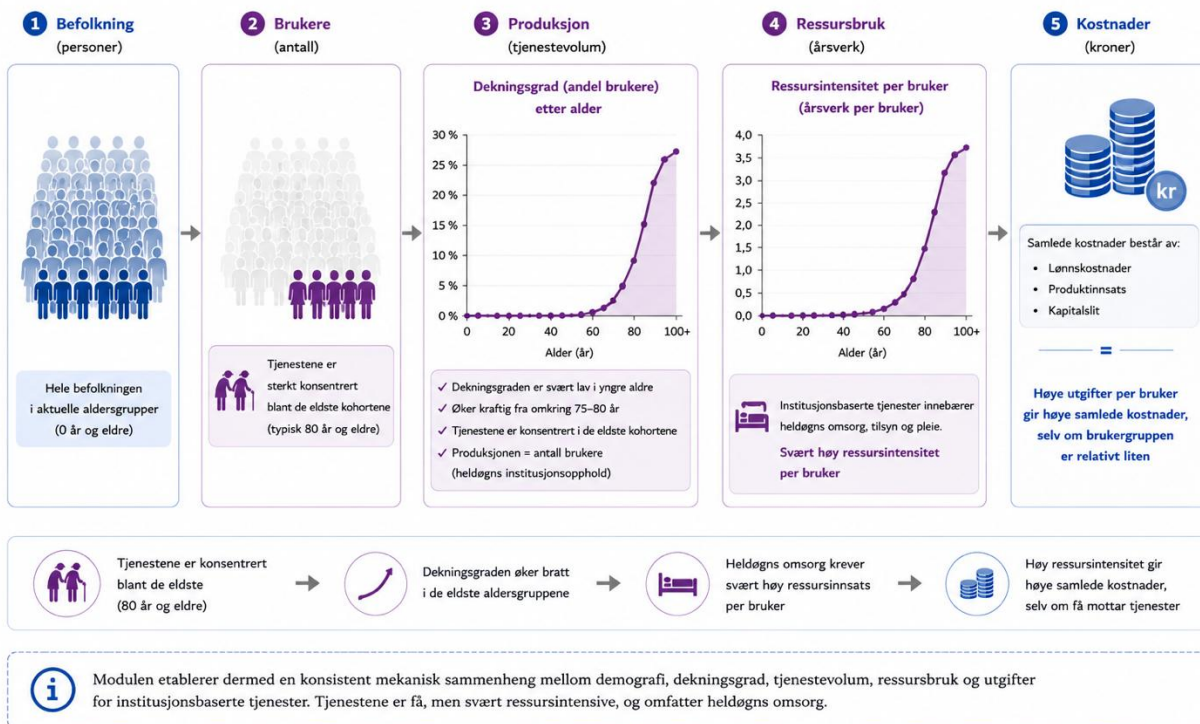 1 Befolkning
(personer)
2 Brukere
(antall)
3 Produksjon
(tjenestevolum)
4 Ressursbruk
(årsverk)
5 Kostnader
(kroner)
Hele befolkningen
i aktuelle aldersgrupper
(0 år og eldre)
Tjenestene er
sterkt konsentrert
blant de eldste kohortene
(typisk 80 år og eldre)
Dekningsgrad (andel brukere)
etter alder
30 %
25 %
20 %
15 %
10 %
5 %
0 %
0 20 40 60 80 100+
Alder (år)
✓ Dekningsgraden er svært lav i yngre aldre
✓ Øker kraftig fra omkring 75–80 år
✓ Tjenestene er konsentrert i de eldste kohortene
✓ Produksjonen = antall brukere
(heldøgns institusjonsopphold)
Ressursintensitet per bruker
(årsverk per bruker)
4,0
3,5
3,0
2,5
2,0
1,5
1,0
0,5
0,0
0 20 40 60 80 100+
Alder (år)
Institusjonsbaserte tjenester innebærer
heldøgns omsorg, tilsyn og pleie.
Svært høy ressursintensitet
per bruker
kr
Samlede kostnader består av:
• Lønnskostnader
• Produktinnsats
• Kapitalslit
=
Høye utgifter per bruker
gir høye samlede kostnader,
selv om brukergruppen
er relativt liten
Tjenestene er konsentrert
blant de eldste
(80 år og eldre)
Dekningsgraden øker bratt
i de eldste aldersgruppene
Heldøgns omsorg krever
svært høy ressursinnsats
per bruker
Høy ressursintensitet gir
høye samlede kostnader,
selv om få mottar tjenester
i
Modulen etablerer dermed en konsistent mekanisk sammenheng mellom demografi, dekningsgrad, tjenestevolum, ressursbruk og utgifter
for institusjonsbaserte tjenester. Tjenestene er få, men svært ressursintensive, og omfatter heldøgns omsorg.